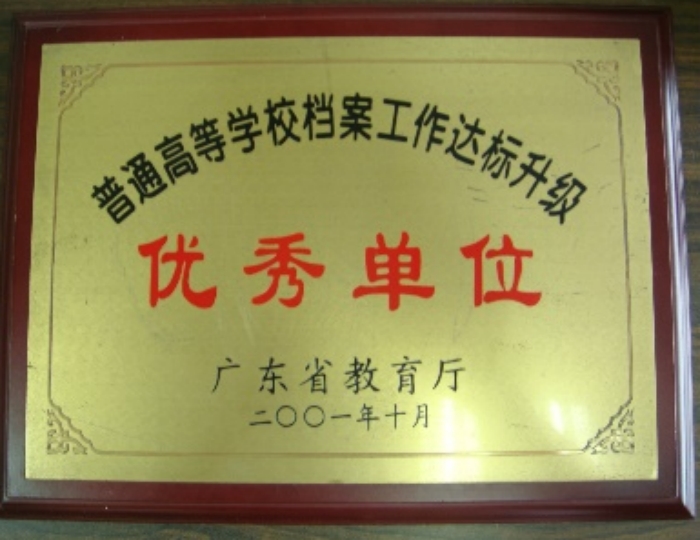 普通高等学校档案工作达标升级
优秀单位
广东省教育厅
二〇〇一年十月